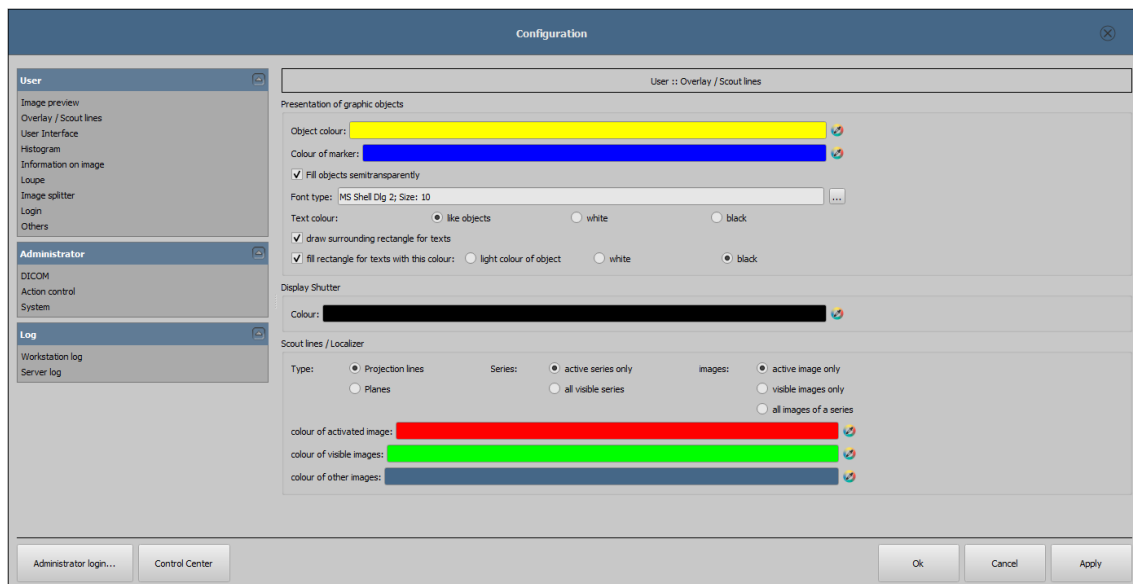 Configuration
User
Image preview
Overlay / Scout lines
User Interface
Histogram
Information on image
Loupe
Image splitter
Login
Others
Administrator
DICOM
Action control
System
Log
Workstation log
Server log
User :: Overlay / Scout lines
Presentation of graphic objects
Object colour:
Colour of marker:
Fill objects semitransparently
Font type: MS Shell Dlg 2; Size: 10 ...
Text colour: like objects white black
draw surrounding rectangle for texts
fill rectangle for texts with this colour: light colour of object white black
Display Shutter
Colour:
Scout lines / Localizer
Type: Projection lines Series: active series only images: active image only
Planes all visible series visible images only
all images of a series
colour of activated image:
colour of visible images:
colour of other images:
Administrator login... Control Center Ok Cancel Apply